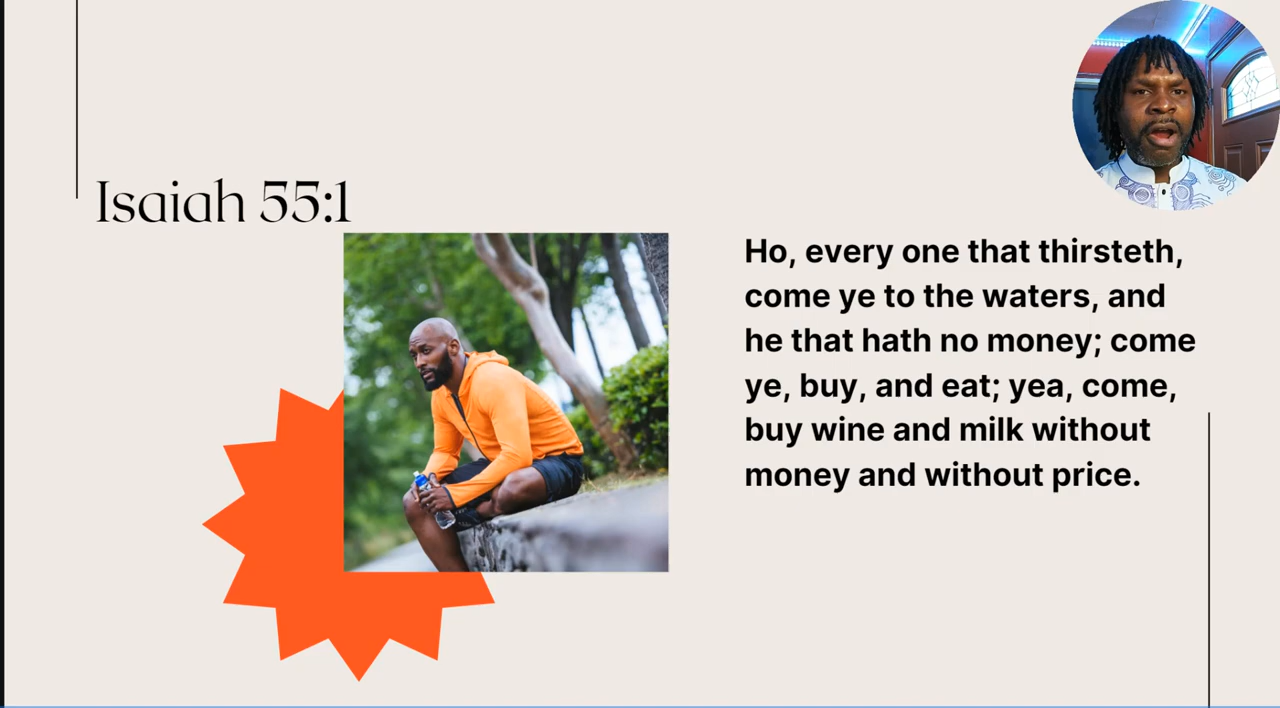 Isaiah 55:1
Ho, every one that thirsteth,
come ye to the waters, and
he that hath no money; come
ye, buy, and eat; yea, come,
buy wine and milk without
money and without price.